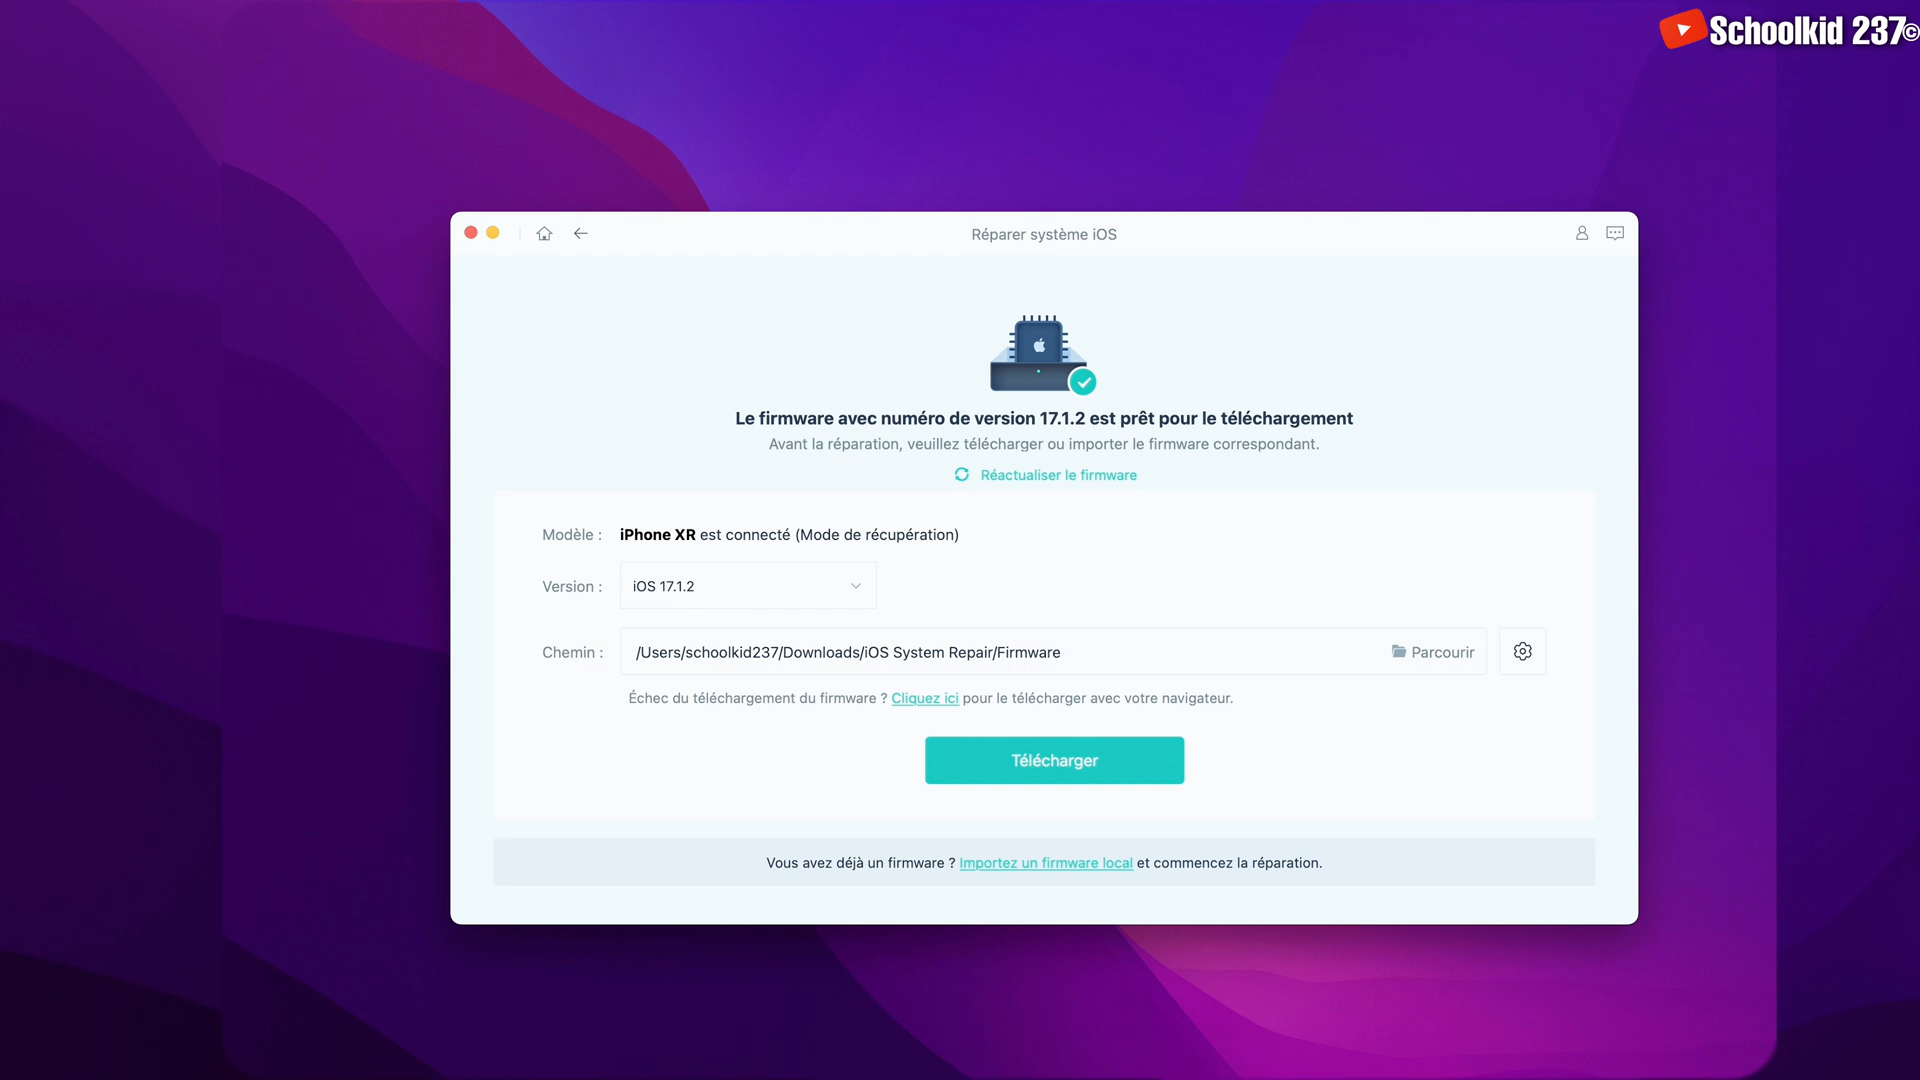 Schoolkid 237©
Réparer système iOS
Le firmware avec numéro de version 17.1.2 est prêt pour le téléchargement
Avant la réparation, veuillez télécharger ou importer le firmware correspondant.
Réactualiser le firmware
Modèle : iPhone XR est connecté (Mode de récupération)
Version : iOS 17.1.2
Chemin : /Users/schoolkid237/Downloads/iOS System Repair/Firmware Parcourir
Échec du téléchargement du firmware ? Cliquez ici pour le télécharger avec votre navigateur.
Télécharger
Vous avez déjà un firmware ? Importez un firmware local et commencez la réparation.